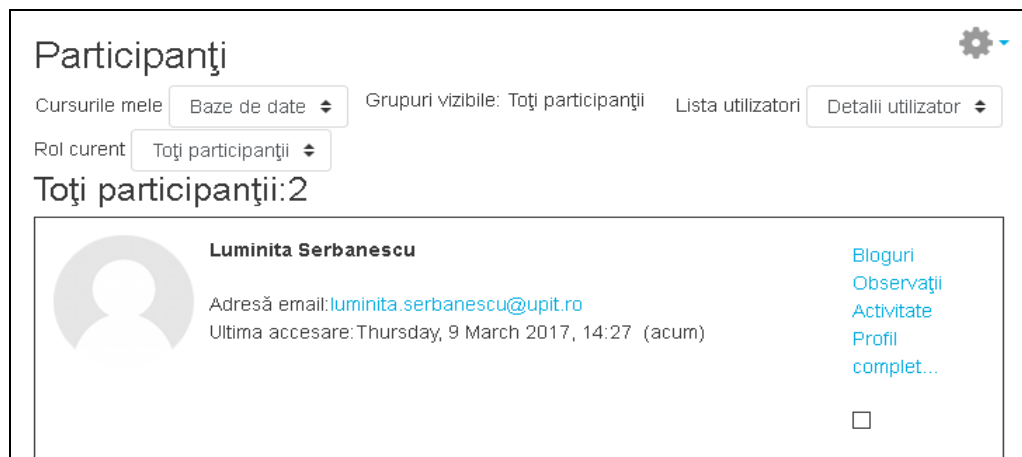 Participanţi
Cursurile mele Baze de date Grupuri vizibile: Toţi participanţii Lista utilizatori Detalii utilizator
Rol curent Toţi participanţii
Toţi participanţii:2
Luminita Serbanescu
Adresă email:luminita.serbanescu@upit.ro
Ultima accesare:Thursday, 9 March 2017, 14:27 (acum)
Bloguri
Observaţii
Activitate
Profil
complet...